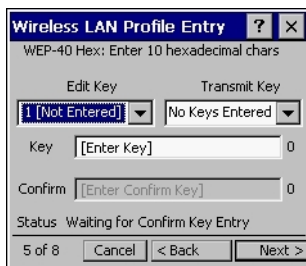 Wireless LAN Profile Entry ? ×
WEP-40 Hex: Enter 10 hexadecimal chars
Edit Key Transmit Key
1 [Not Entered] No Keys Entered
Key [Enter Key] 0
Confirm [Enter Confirm Key] 0
Status Waiting for Confirm Key Entry
5 of 8 Cancel < Back Next >